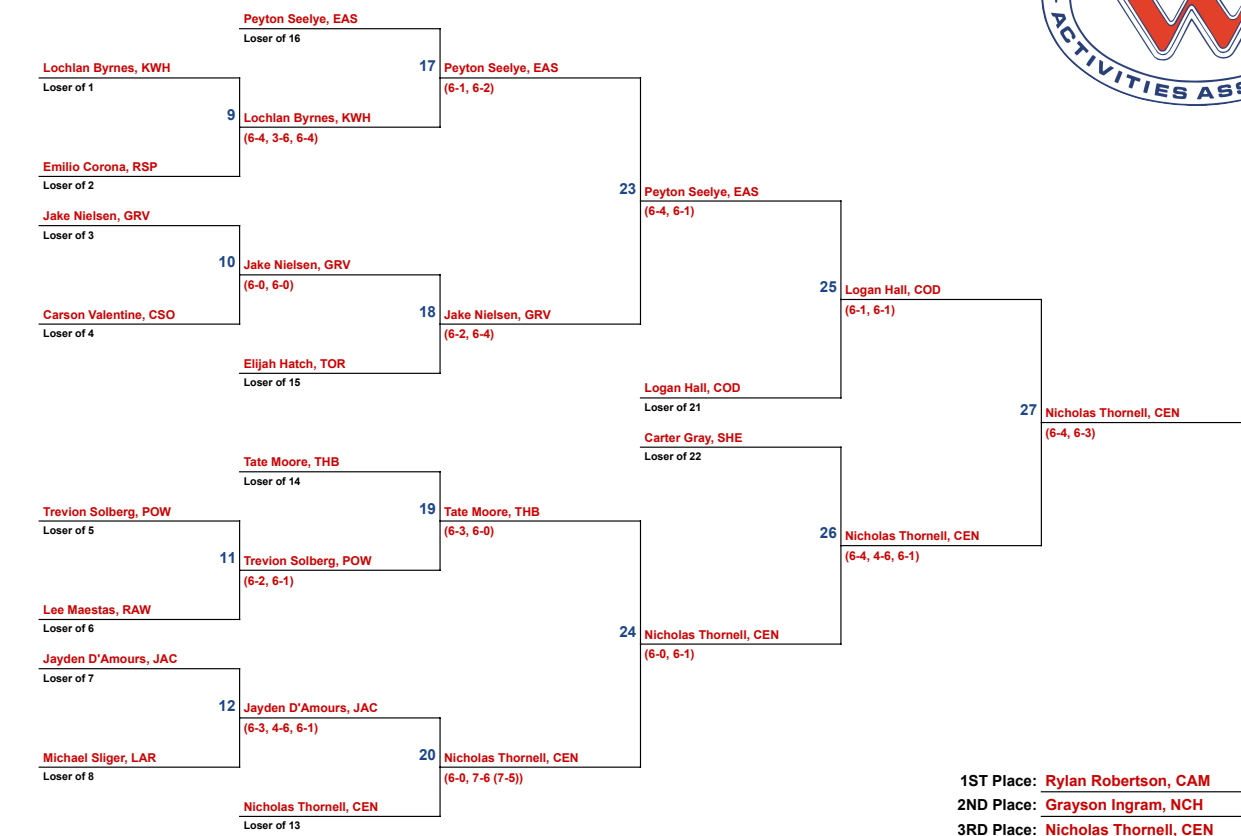 Peyton Seelye, EAS
Loser of 16
Lochlan Byrnes, KWH
Loser of 1
17 Peyton Seelye, EAS
(6-1, 6-2)
9 Lochlan Byrnes, KWH
(6-4, 3-6, 6-4)
Emilio Corona, RSP
Loser of 2
23 Peyton Seelye, EAS
(6-4, 6-1)
Jake Nielsen, GRV
Loser of 3
10 Jake Nielsen, GRV
(6-0, 6-0)
25 Logan Hall, COD
(6-1, 6-1)
Carson Valentine, CSO
Loser of 4
18 Jake Nielsen, GRV
(6-2, 6-4)
Elijah Hatch, TOR
Loser of 15
Logan Hall, COD
Loser of 21
27 Nicholas Thornell, CEN
(6-4, 6-3)
Carter Gray, SHE
Loser of 22
Tate Moore, THB
Loser of 14
Trevion Solberg, POW
Loser of 5
19 Tate Moore, THB
(6-3, 6-0)
26 Nicholas Thornell, CEN
(6-4, 4-6, 6-1)
11 Trevion Solberg, POW
(6-2, 6-1)
Lee Maestas, RAW
Loser of 6
24 Nicholas Thornell, CEN
(6-0, 6-1)
Jayden D'Amours, JAC
Loser of 7
12 Jayden D'Amours, JAC
(6-3, 4-6, 6-1)
Michael Sliger, LAR
Loser of 8
20 Nicholas Thornell, CEN
(6-0, 7-6 (7-5))
Nicholas Thornell, CEN
Loser of 13
1ST Place: Rylan Robertson, CAM
2ND Place: Grayson Ingram, NCH
3RD Place: Nicholas Thornell, CEN
W
ACTIVITIES ASS